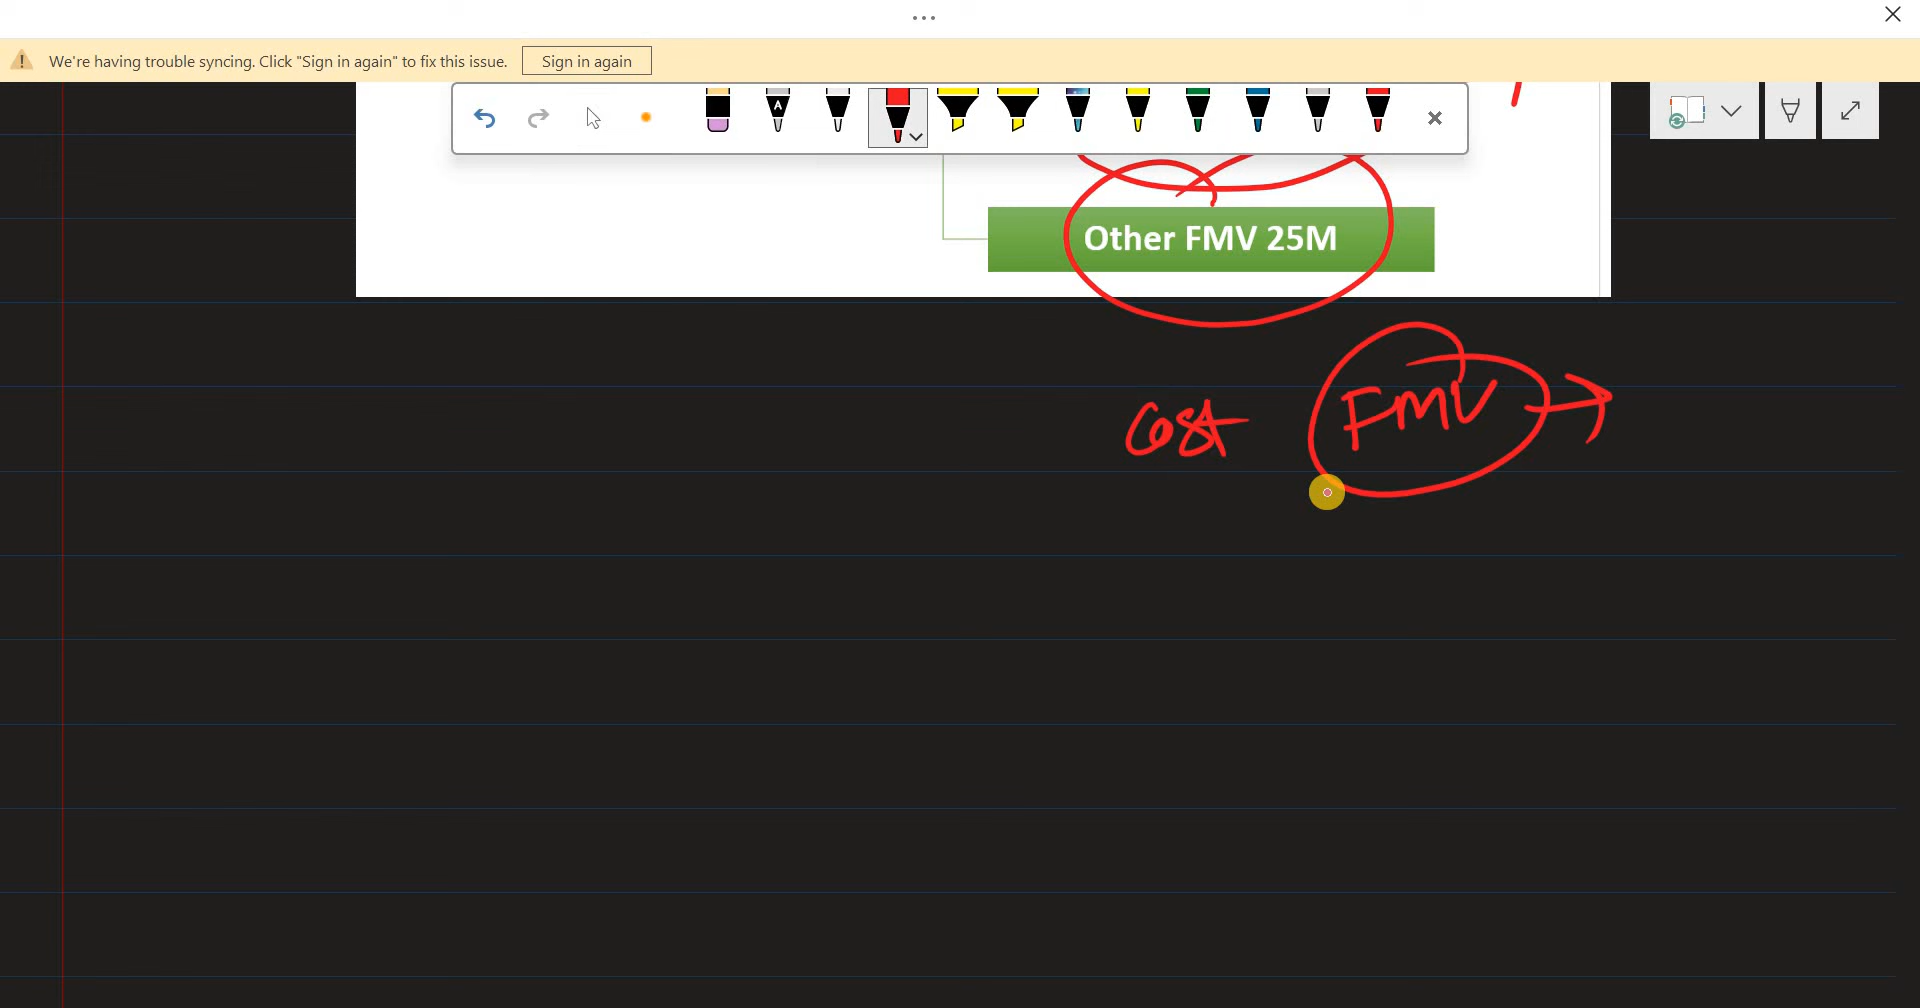 We're having trouble syncing. Click "Sign in again" to fix this issue. Sign in again
A
Other FMV 25M
Cost FMV